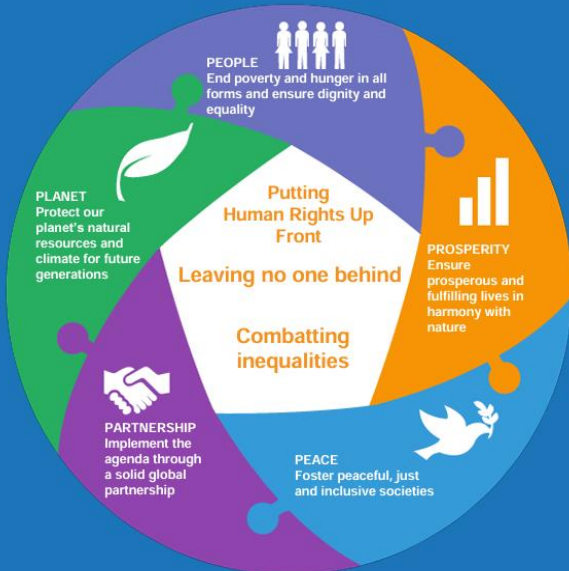 PEOPLE
End poverty and hunger in all
forms and ensure dignity and
equality
PLANET
Protect our
planet's natural
resources and
climate for future
generations
Putting
Human Rights Up
Front
Leaving no one behind
Combatting
inequalities
PROSPERITY
Ensure
prosperous and
fulfilling lives in
harmony with
nature
PARTNERSHIP
Implement the
agenda through
a solid global
partnership
PEACE
Foster peaceful, just
and inclusive societies